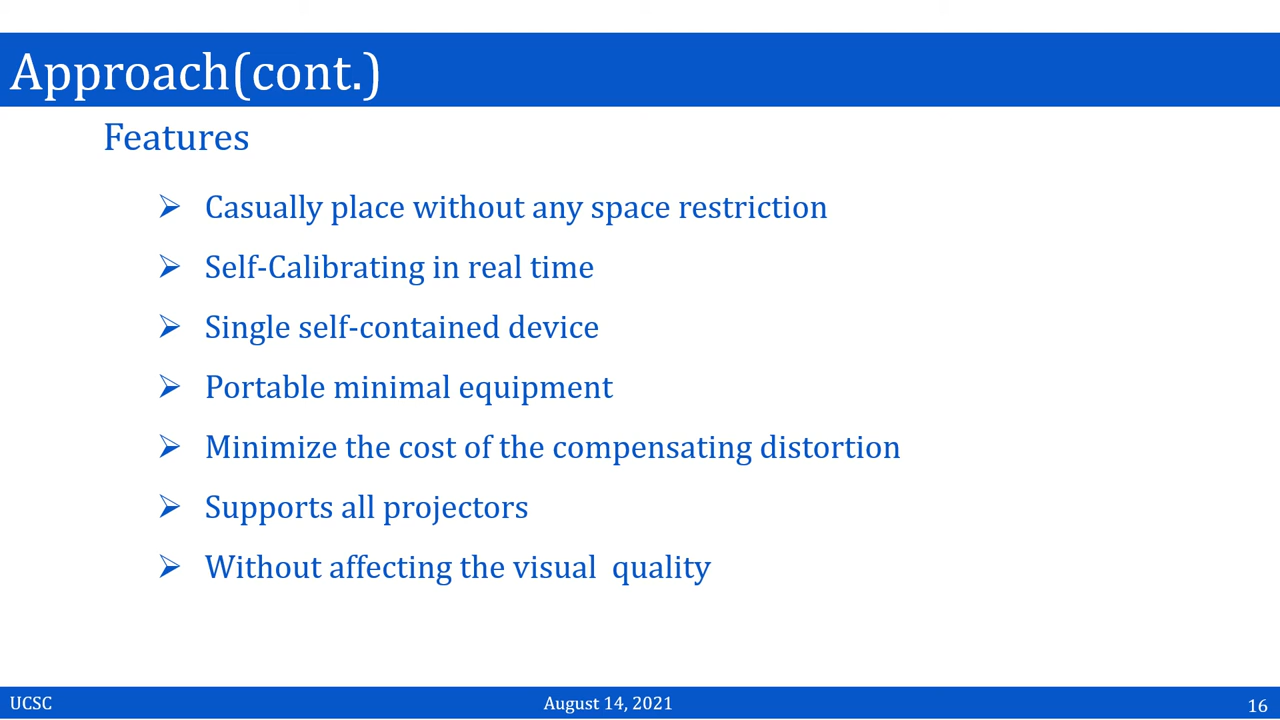 Approach(cont.)
Features
➢ Casually place without any space restriction
➢ Self-Calibrating in real time
➢ Single self-contained device
➢ Portable minimal equipment
➢ Minimize the cost of the compensating distortion
➢ Supports all projectors
➢ Without affecting the visual  quality
UCSC
August 14, 2021
16